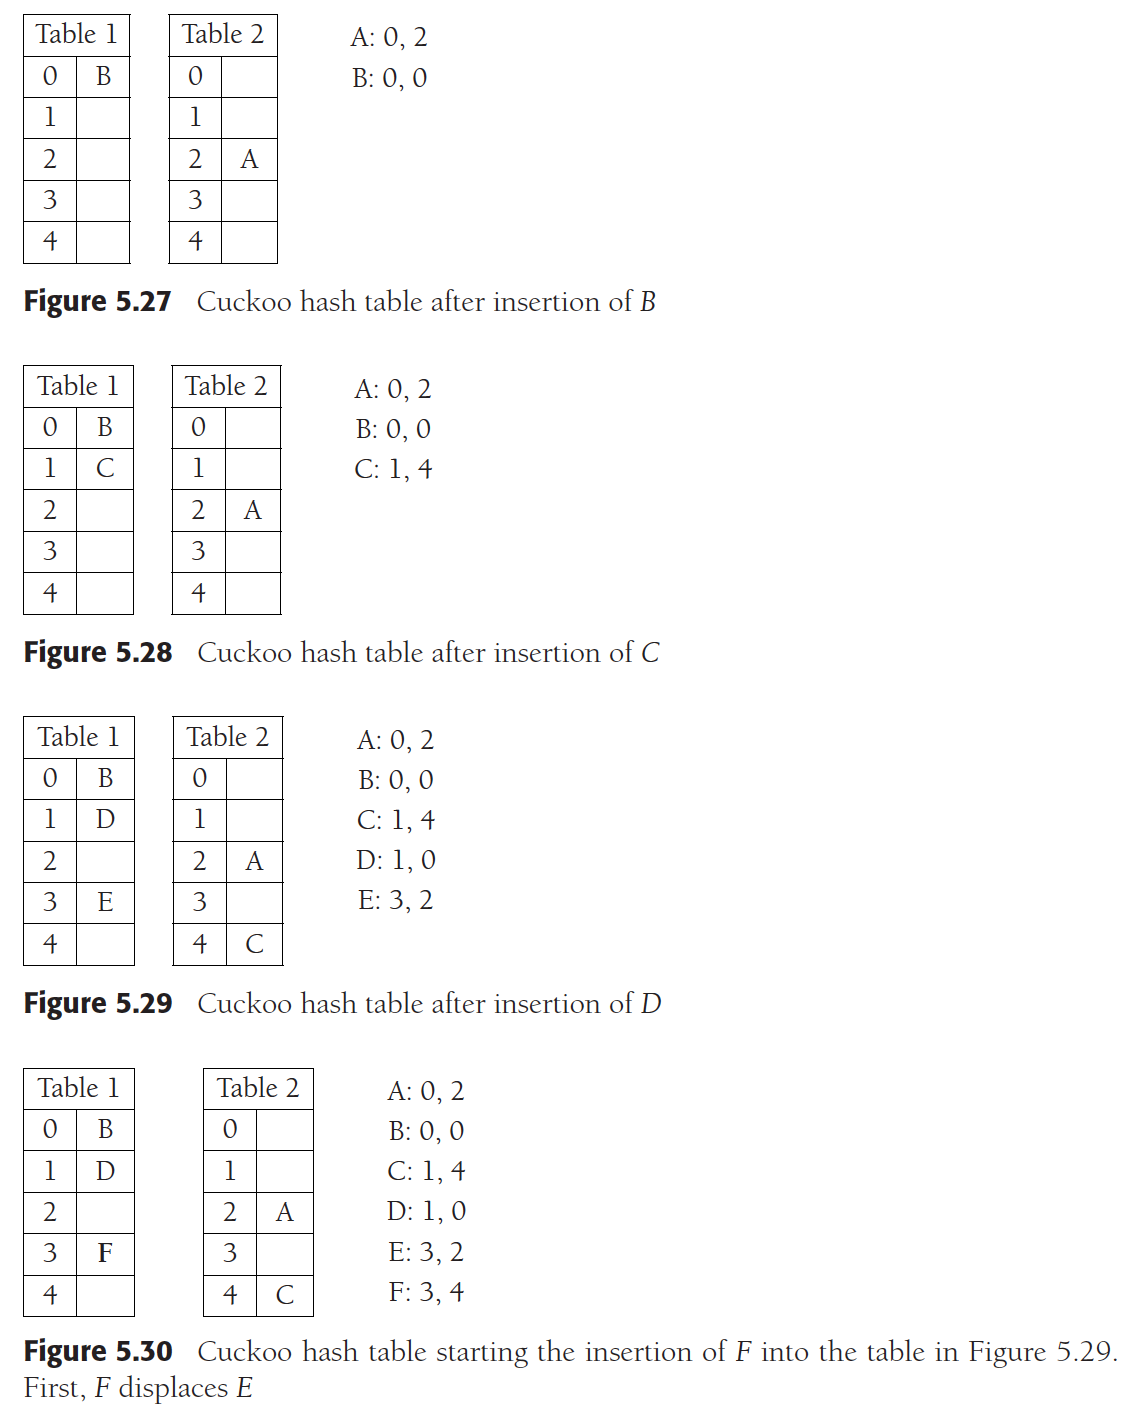 Table 1 Table 2 A: 0, 2
0 B 0 B: 0, 0
1 1
2 2 A
3 3
4 4
Figure 5.27 Cuckoo hash table after insertion of B
Table 1 Table 2 A: 0, 2
0 B 0 B: 0, 0
1 C 1 C: 1, 4
2 2 A
3 3
4 4
Figure 5.28 Cuckoo hash table after insertion of C
Table 1 Table 2 A: 0, 2
0 B 0 B: 0, 0
1 D 1 C: 1, 4
2 2 A D: 1, 0
3 E 3 E: 3, 2
4 4 C
Figure 5.29 Cuckoo hash table after insertion of D
Table 1 Table 2 A: 0, 2
0 B 0 B: 0, 0
1 D 1 C: 1, 4
2 2 A D: 1, 0
3 F 3 E: 3, 2
4 4 C F: 3, 4
Figure 5.30 Cuckoo hash table starting the insertion of F into the table in Figure 5.29.
First, F displaces E